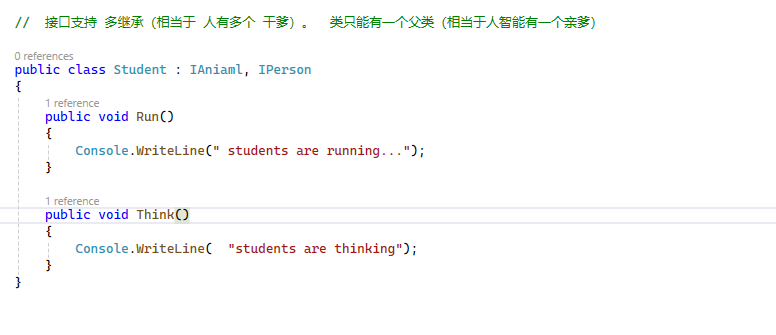 //  接口支持 多继承（相当于 人有多个 干爹）。  类只能有一个父类（相当于人智能有一个亲爹）
0 references
public class Student : IAniaml, IPerson
{
1 reference
public void Run()
{
Console.WriteLine(" students are running...");
}
1 reference
public void Think()
{
Console.WriteLine(  "students are thinking");
}
}